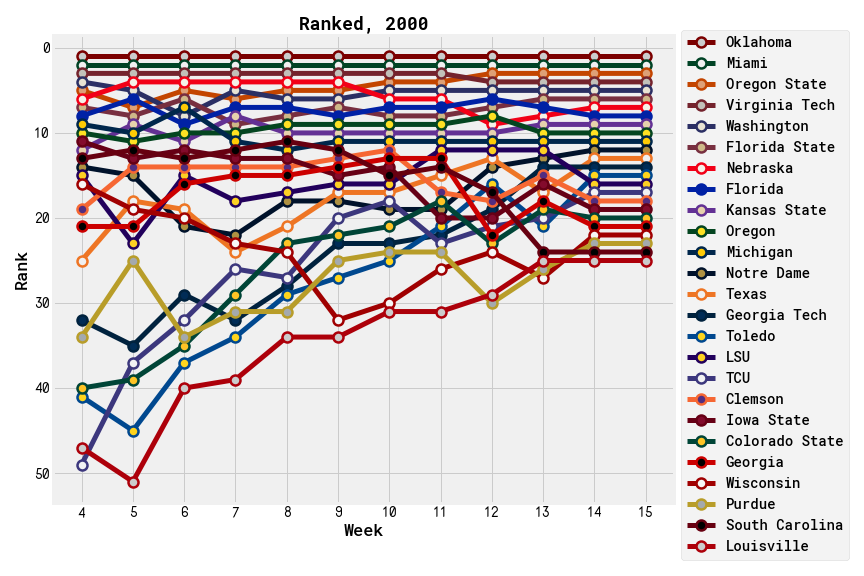 Ranked, 2000
Rank
0
10
20
30
40
50
4 5 6 7 8 9 10 11 12 13 14 15
Week
Oklahoma
Miami
Oregon State
Virginia Tech
Washington
Florida State
Nebraska
Florida
Kansas State
Oregon
Michigan
Notre Dame
Texas
Georgia Tech
Toledo
LSU
TCU
Clemson
Iowa State
Colorado State
Georgia
Wisconsin
Purdue
South Carolina
Louisville